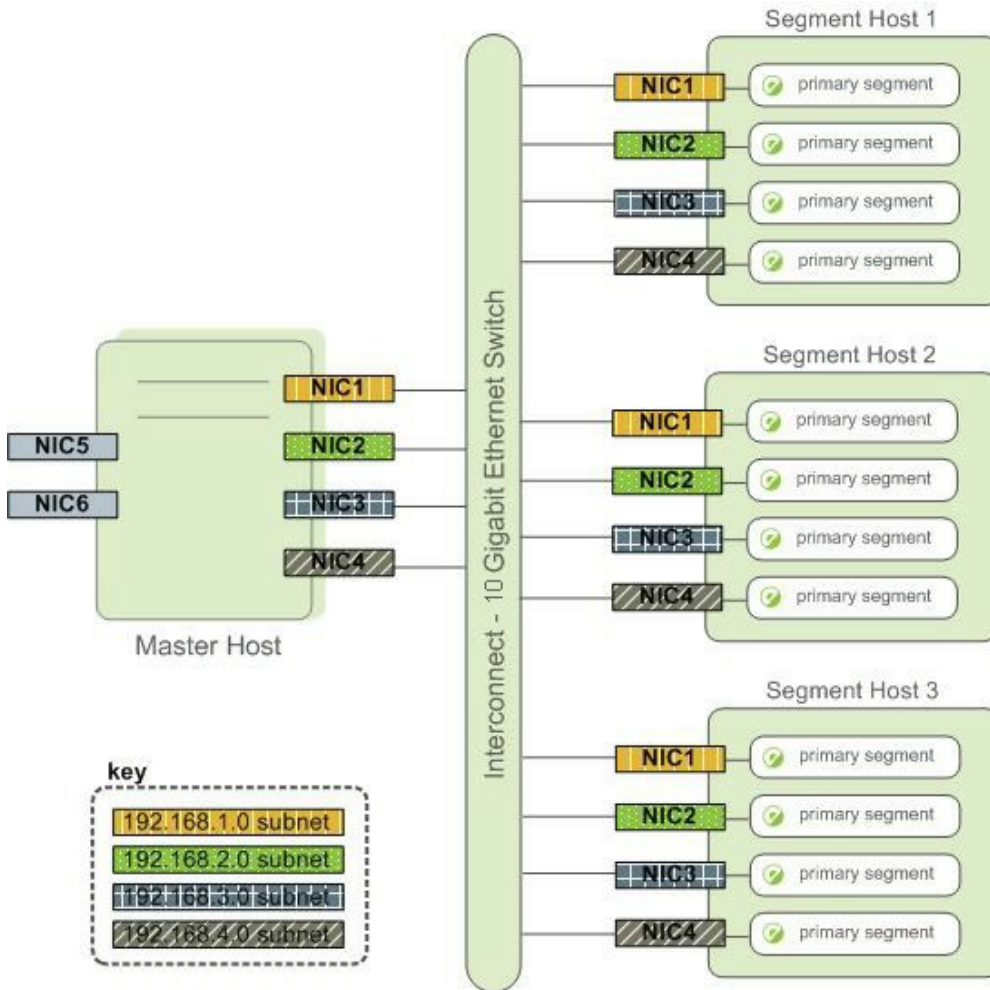 Segment Host 1
NIC1 primary segment
NIC2 primary segment
NIC3 primary segment
NIC4 primary segment
Interconnect - 10 Gigabit Ethernet Switch
NIC1
NIC5 NIC2
NIC6 NIC3
NIC4
Master Host
Segment Host 2
NIC1 primary segment
NIC2 primary segment
NIC3 primary segment
NIC4 primary segment
Segment Host 3
NIC1 primary segment
NIC2 primary segment
NIC3 primary segment
NIC4 primary segment
key
192.168.1.0 subnet
192.168.2.0 subnet
192.168.3.0 subnet
192.168.4.0 subnet